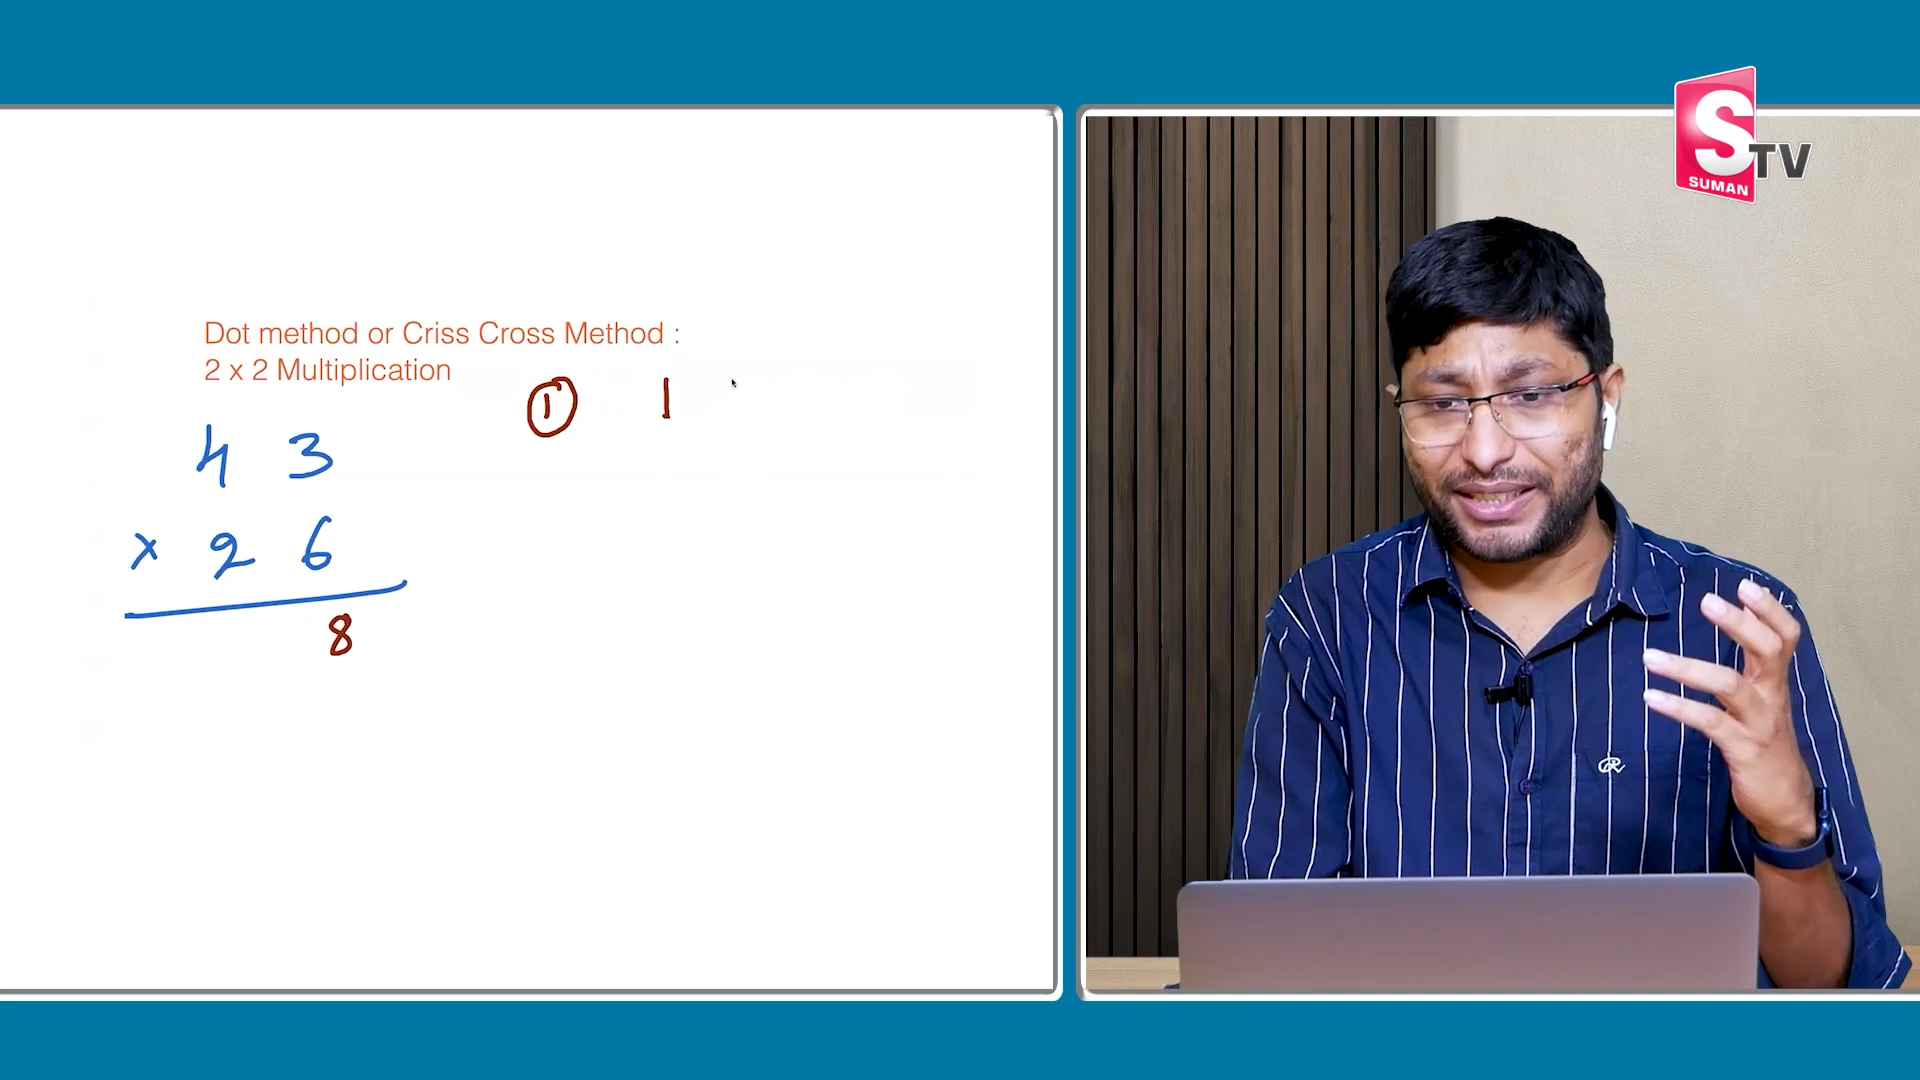 Dot method or Criss Cross Method :
2 x 2 Multiplication
① 1
4 3
x 2 6
8
S TV
SUMAN
R